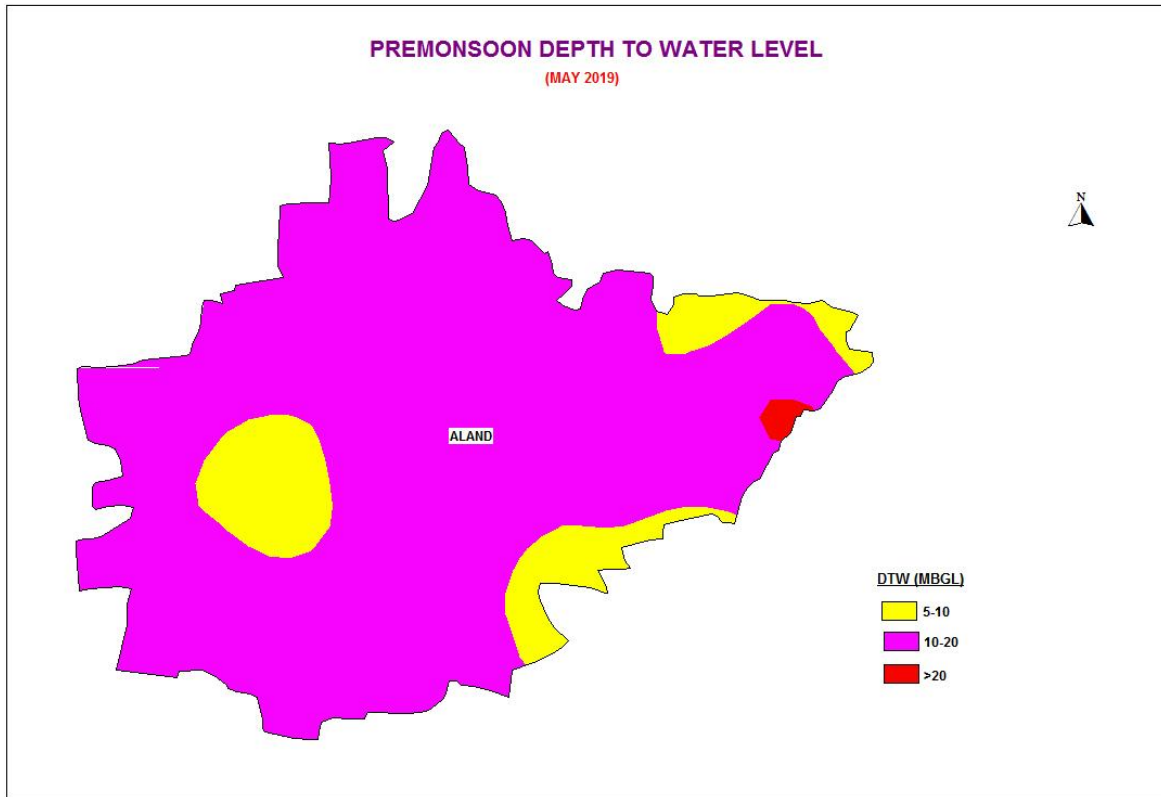 PREMONSOON DEPTH TO WATER LEVEL
(MAY 2019)
N
ALAND
DTW (MBGL)
5-10
10-20
>20